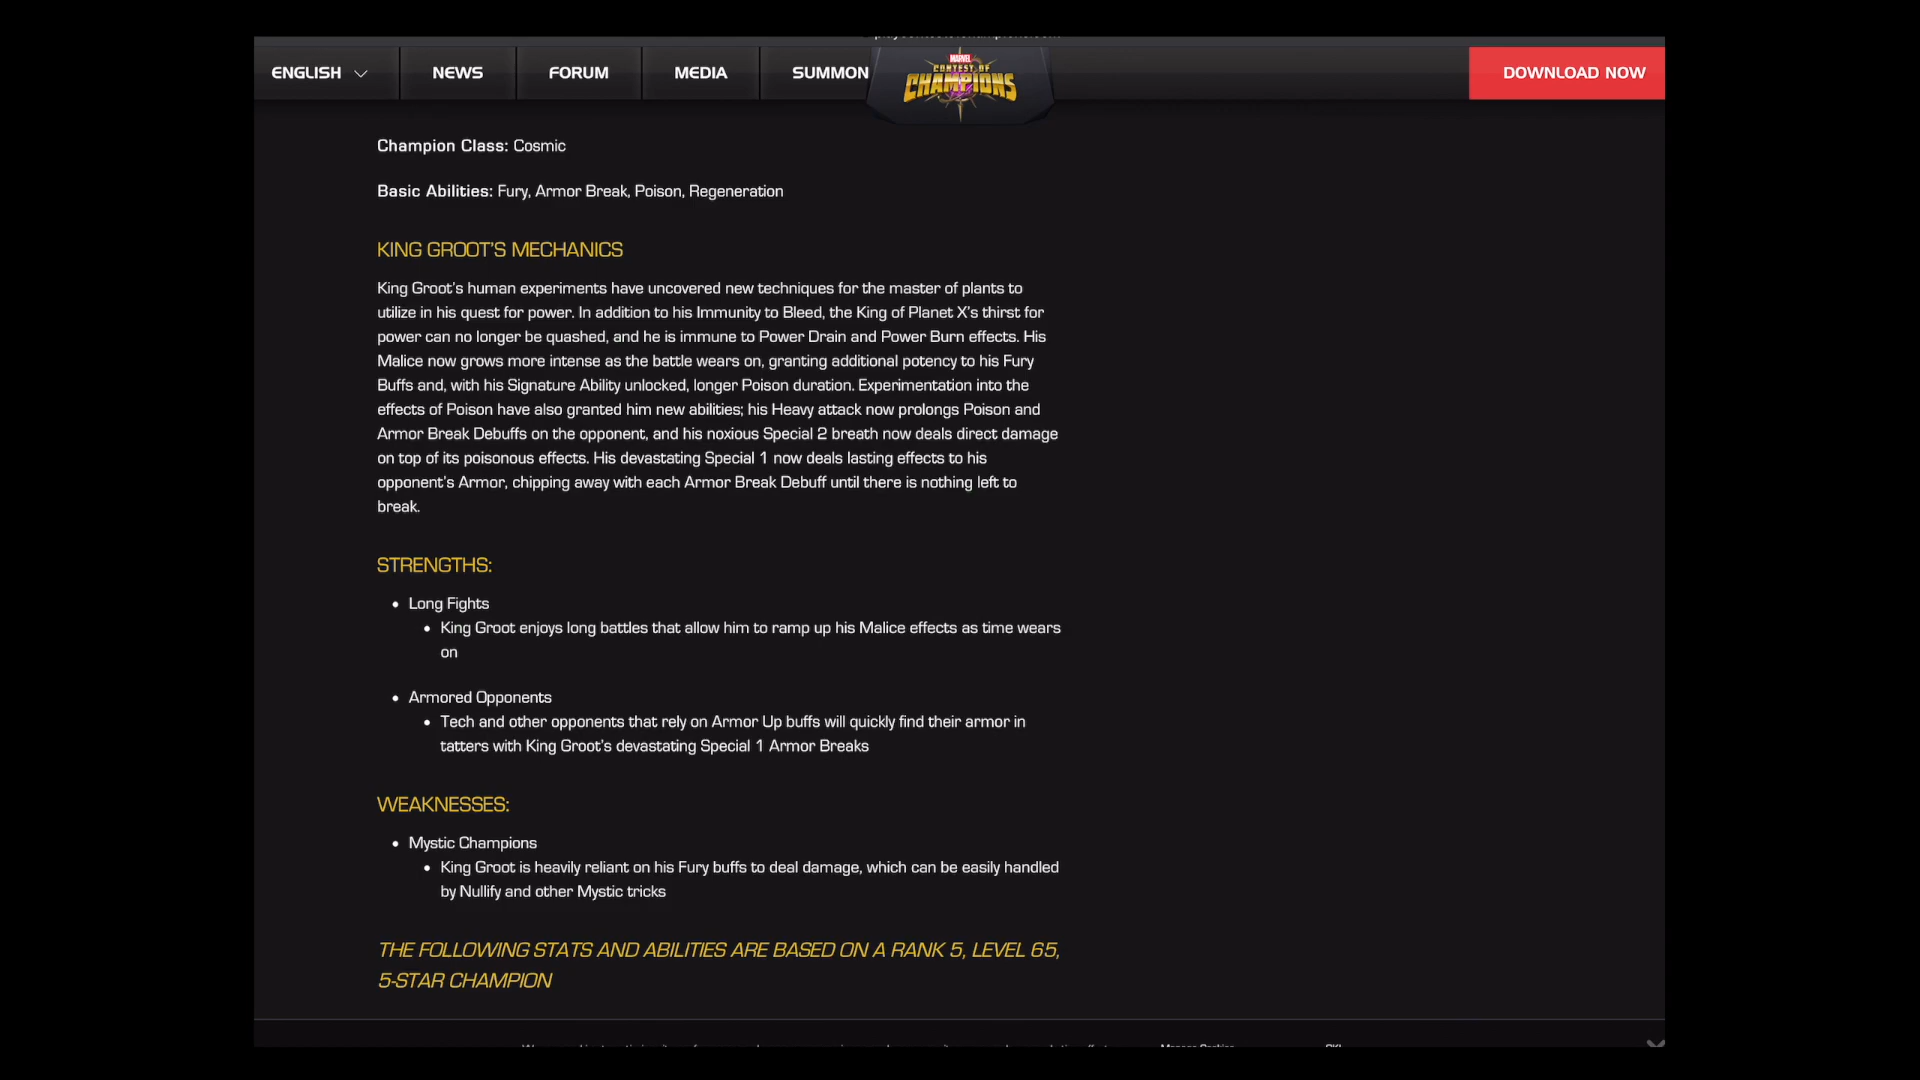 ENGLISH
NEWS
FORUM
MEDIA
SUMMON
MARVEL
CONTEST OF
CHAMPIONS
DOWNLOAD NOW
Champion Class: Cosmic
Basic Abilities: Fury, Armor Break, Poison, Regeneration
KING GROOT'S MECHANICS
King Groot's human experiments have uncovered new techniques for the master of plants to
utilize in his quest for power. In addition to his Immunity to Bleed, the King of Planet X's thirst for
power can no longer be quashed, and he is immune to Power Drain and Power Burn effects. His
Malice now grows more intense as the battle wears on, granting additional potency to his Fury
Buffs and, with his Signature Ability unlocked, longer Poison duration. Experimentation into the
effects of Poison have also granted him new abilities; his Heavy attack now prolongs Poison and
Armor Break Debuffs on the opponent, and his noxious Special 2 breath now deals direct damage
on top of its poisonous effects. His devastating Special 1 now deals lasting effects to his
opponent's Armor, chipping away with each Armor Break Debuff until there is nothing left to
break.
STRENGTHS:
• Long Fights
• King Groot enjoys long battles that allow him to ramp up his Malice effects as time wears
on
• Armored Opponents
• Tech and other opponents that rely on Armor Up buffs will quickly find their armor in
tatters with King Groot's devastating Special 1 Armor Breaks
WEAKNESSES:
• Mystic Champions
• King Groot is heavily reliant on his Fury buffs to deal damage, which can be easily handled
by Nullify and other Mystic tricks
THE FOLLOWING STATS AND ABILITIES ARE BASED ON A RANK 5, LEVEL 65,
5-STAR CHAMPION